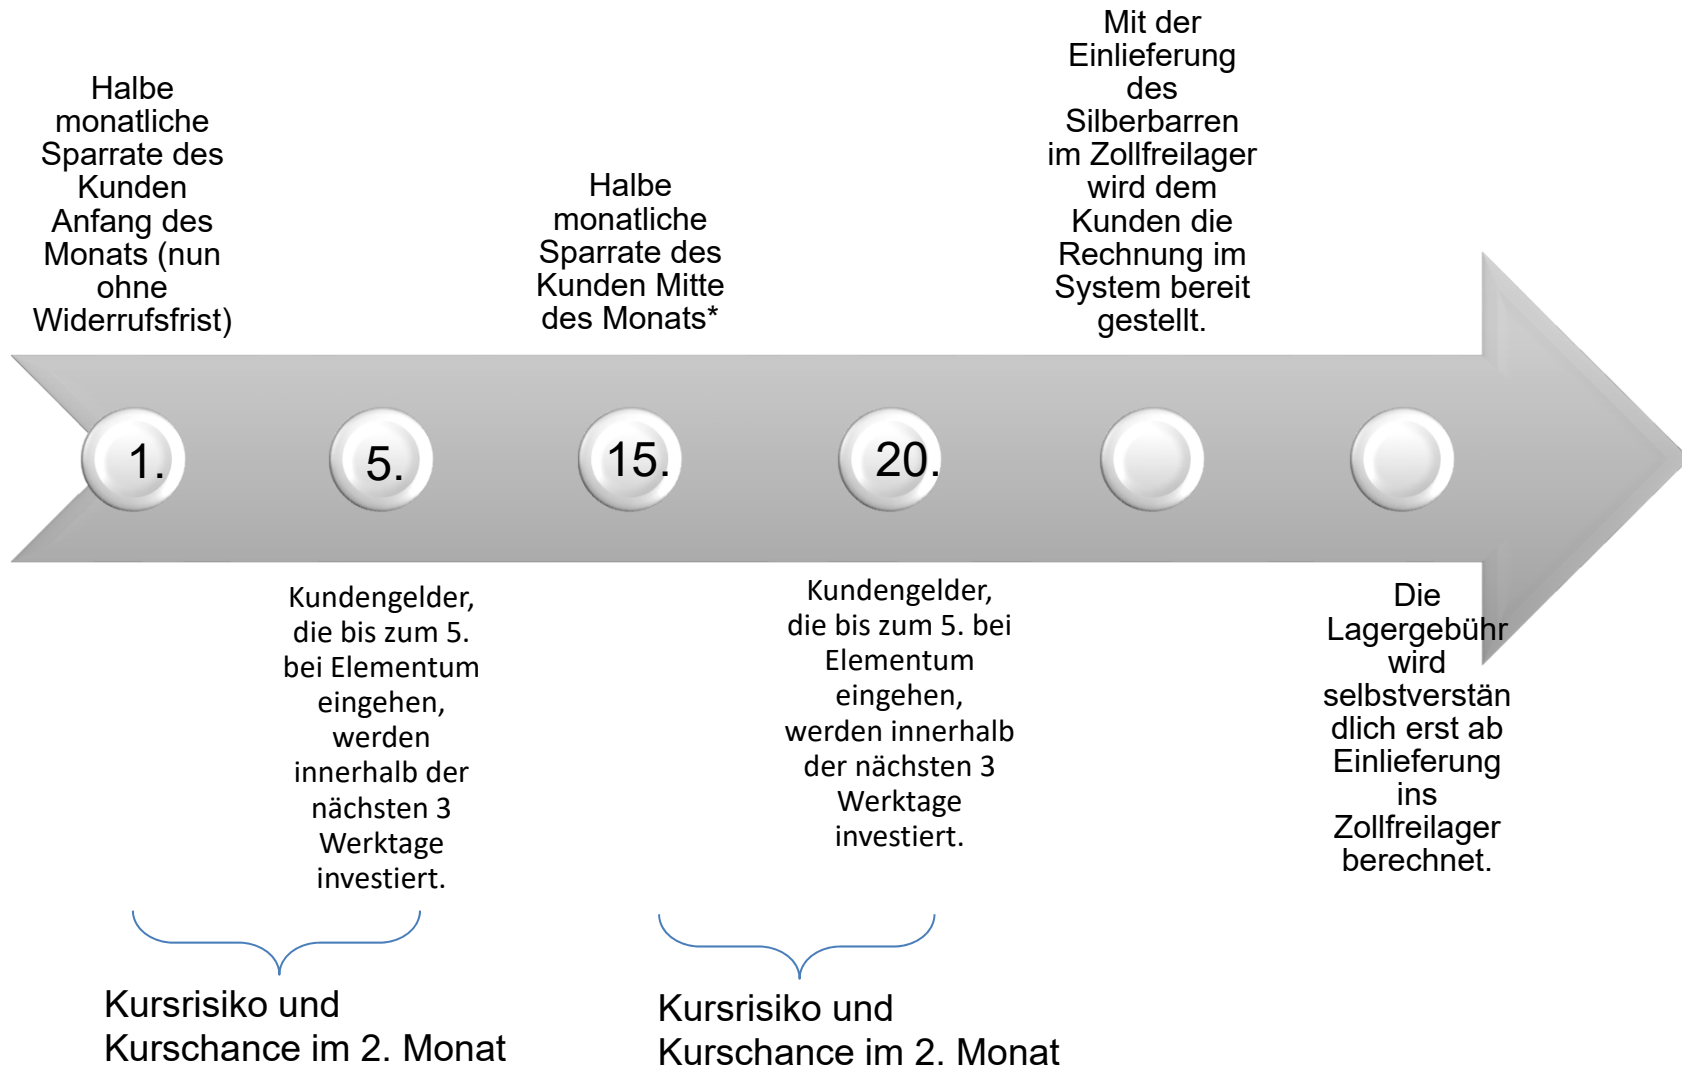 Halbe
monatliche
Sparrate des
Kunden
Anfang des
Monats (nun
ohne
Widerrufsfrist)
Halbe
monatliche
Sparrate des
Kunden Mitte
des Monats*
Mit der
Einlieferung
des
Silberbarren
im Zollfreilager
wird dem
Kunden die
Rechnung im
System bereit
gestellt.
1.
5.
15.
20.
Kundengelder,
die bis zum 5.
bei Elementum
eingehen,
werden
innerhalb der
nächsten 3
Werktage
investiert.
Kundengelder,
die bis zum 5. bei
Elementum
eingehen,
werden innerhalb
der nächsten 3
Werktage
investiert.
Die
Lagergebühr
wird
selbstverstän
dlich erst ab
Einlieferung
ins
Zollfreilager
berechnet.
Kursrisiko und
Kurschance im 2. Monat
Kursrisiko und
Kurschance im 2. Monat